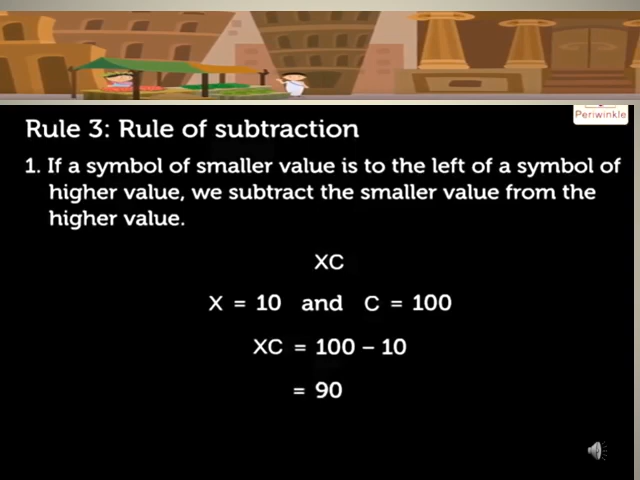 Periwinkle
Rule 3: Rule of subtraction
1. If a symbol of smaller value is to the left of a symbol of
higher value, we subtract the smaller value from the
higher value.
XC
X = 10 and C = 100
XC = 100 – 10
= 90